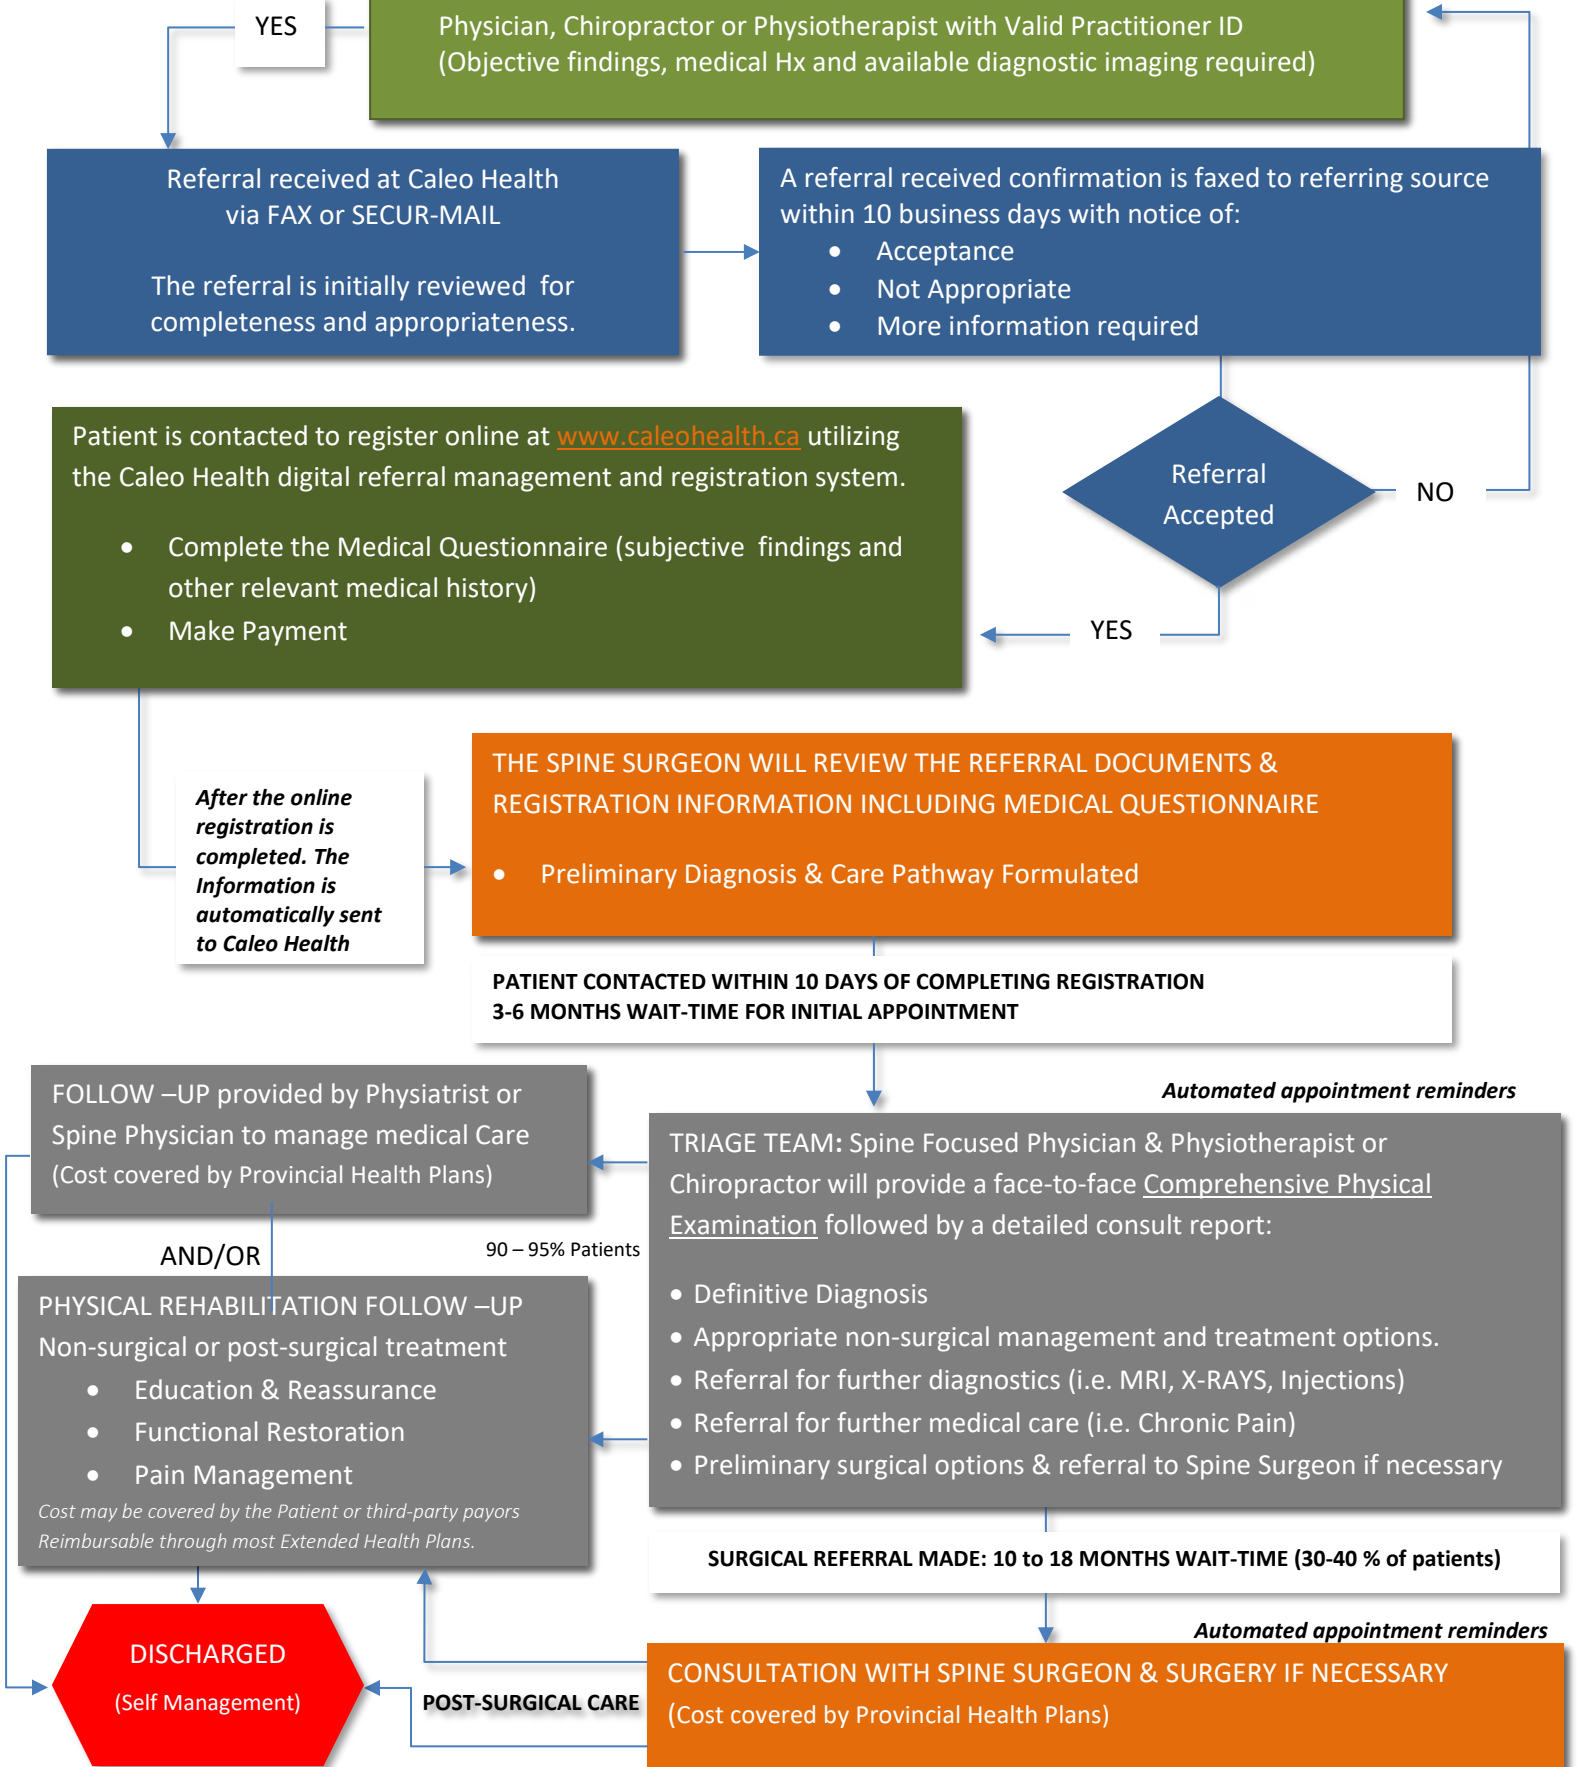 YES
Physician, Chiropractor or Physiotherapist with Valid Practitioner ID
(Objective findings, medical Hx and available diagnostic imaging required)
Referral received at Caleo Health
via FAX or SECUR-MAIL
The referral is initially reviewed for
completeness and appropriateness.
A referral received confirmation is faxed to referring source
within 10 business days with notice of:
• Acceptance
• Not Appropriate
• More information required
Referral
Accepted
NO
YES
Patient is contacted to register online at www.caleohealth.ca utilizing
the Caleo Health digital referral management and registration system.
• Complete the Medical Questionnaire (subjective findings and
other relevant medical history)
• Make Payment
After the online
registration is
completed. The
Information is
automatically sent
to Caleo Health
THE SPINE SURGEON WILL REVIEW THE REFERRAL DOCUMENTS &
REGISTRATION INFORMATION INCLUDING MEDICAL QUESTIONNAIRE
• Preliminary Diagnosis & Care Pathway Formulated
PATIENT CONTACTED WITHIN 10 DAYS OF COMPLETING REGISTRATION
3-6 MONTHS WAIT-TIME FOR INITIAL APPOINTMENT
Automated appointment reminders
FOLLOW –UP provided by Physiatrist or
Spine Physician to manage medical Care
(Cost covered by Provincial Health Plans)
AND/OR
90 – 95% Patients
TRIAGE TEAM: Spine Focused Physician & Physiotherapist or
Chiropractor will provide a face-to-face Comprehensive Physical
Examination followed by a detailed consult report:
• Definitive Diagnosis
• Appropriate non-surgical management and treatment options.
• Referral for further diagnostics (i.e. MRI, X-RAYS, Injections)
• Referral for further medical care (i.e. Chronic Pain)
• Preliminary surgical options & referral to Spine Surgeon if necessary
PHYSICAL REHABILITATION FOLLOW –UP
Non-surgical or post-surgical treatment
• Education & Reassurance
• Functional Restoration
• Pain Management
Cost may be covered by the Patient or third-party payors
Reimbursable through most Extended Health Plans.
SURGICAL REFERRAL MADE: 10 to 18 MONTHS WAIT-TIME (30-40 % of patients)
Automated appointment reminders
DISCHARGED
(Self Management)
POST-SURGICAL CARE
CONSULTATION WITH SPINE SURGEON & SURGERY IF NECESSARY
(Cost covered by Provincial Health Plans)